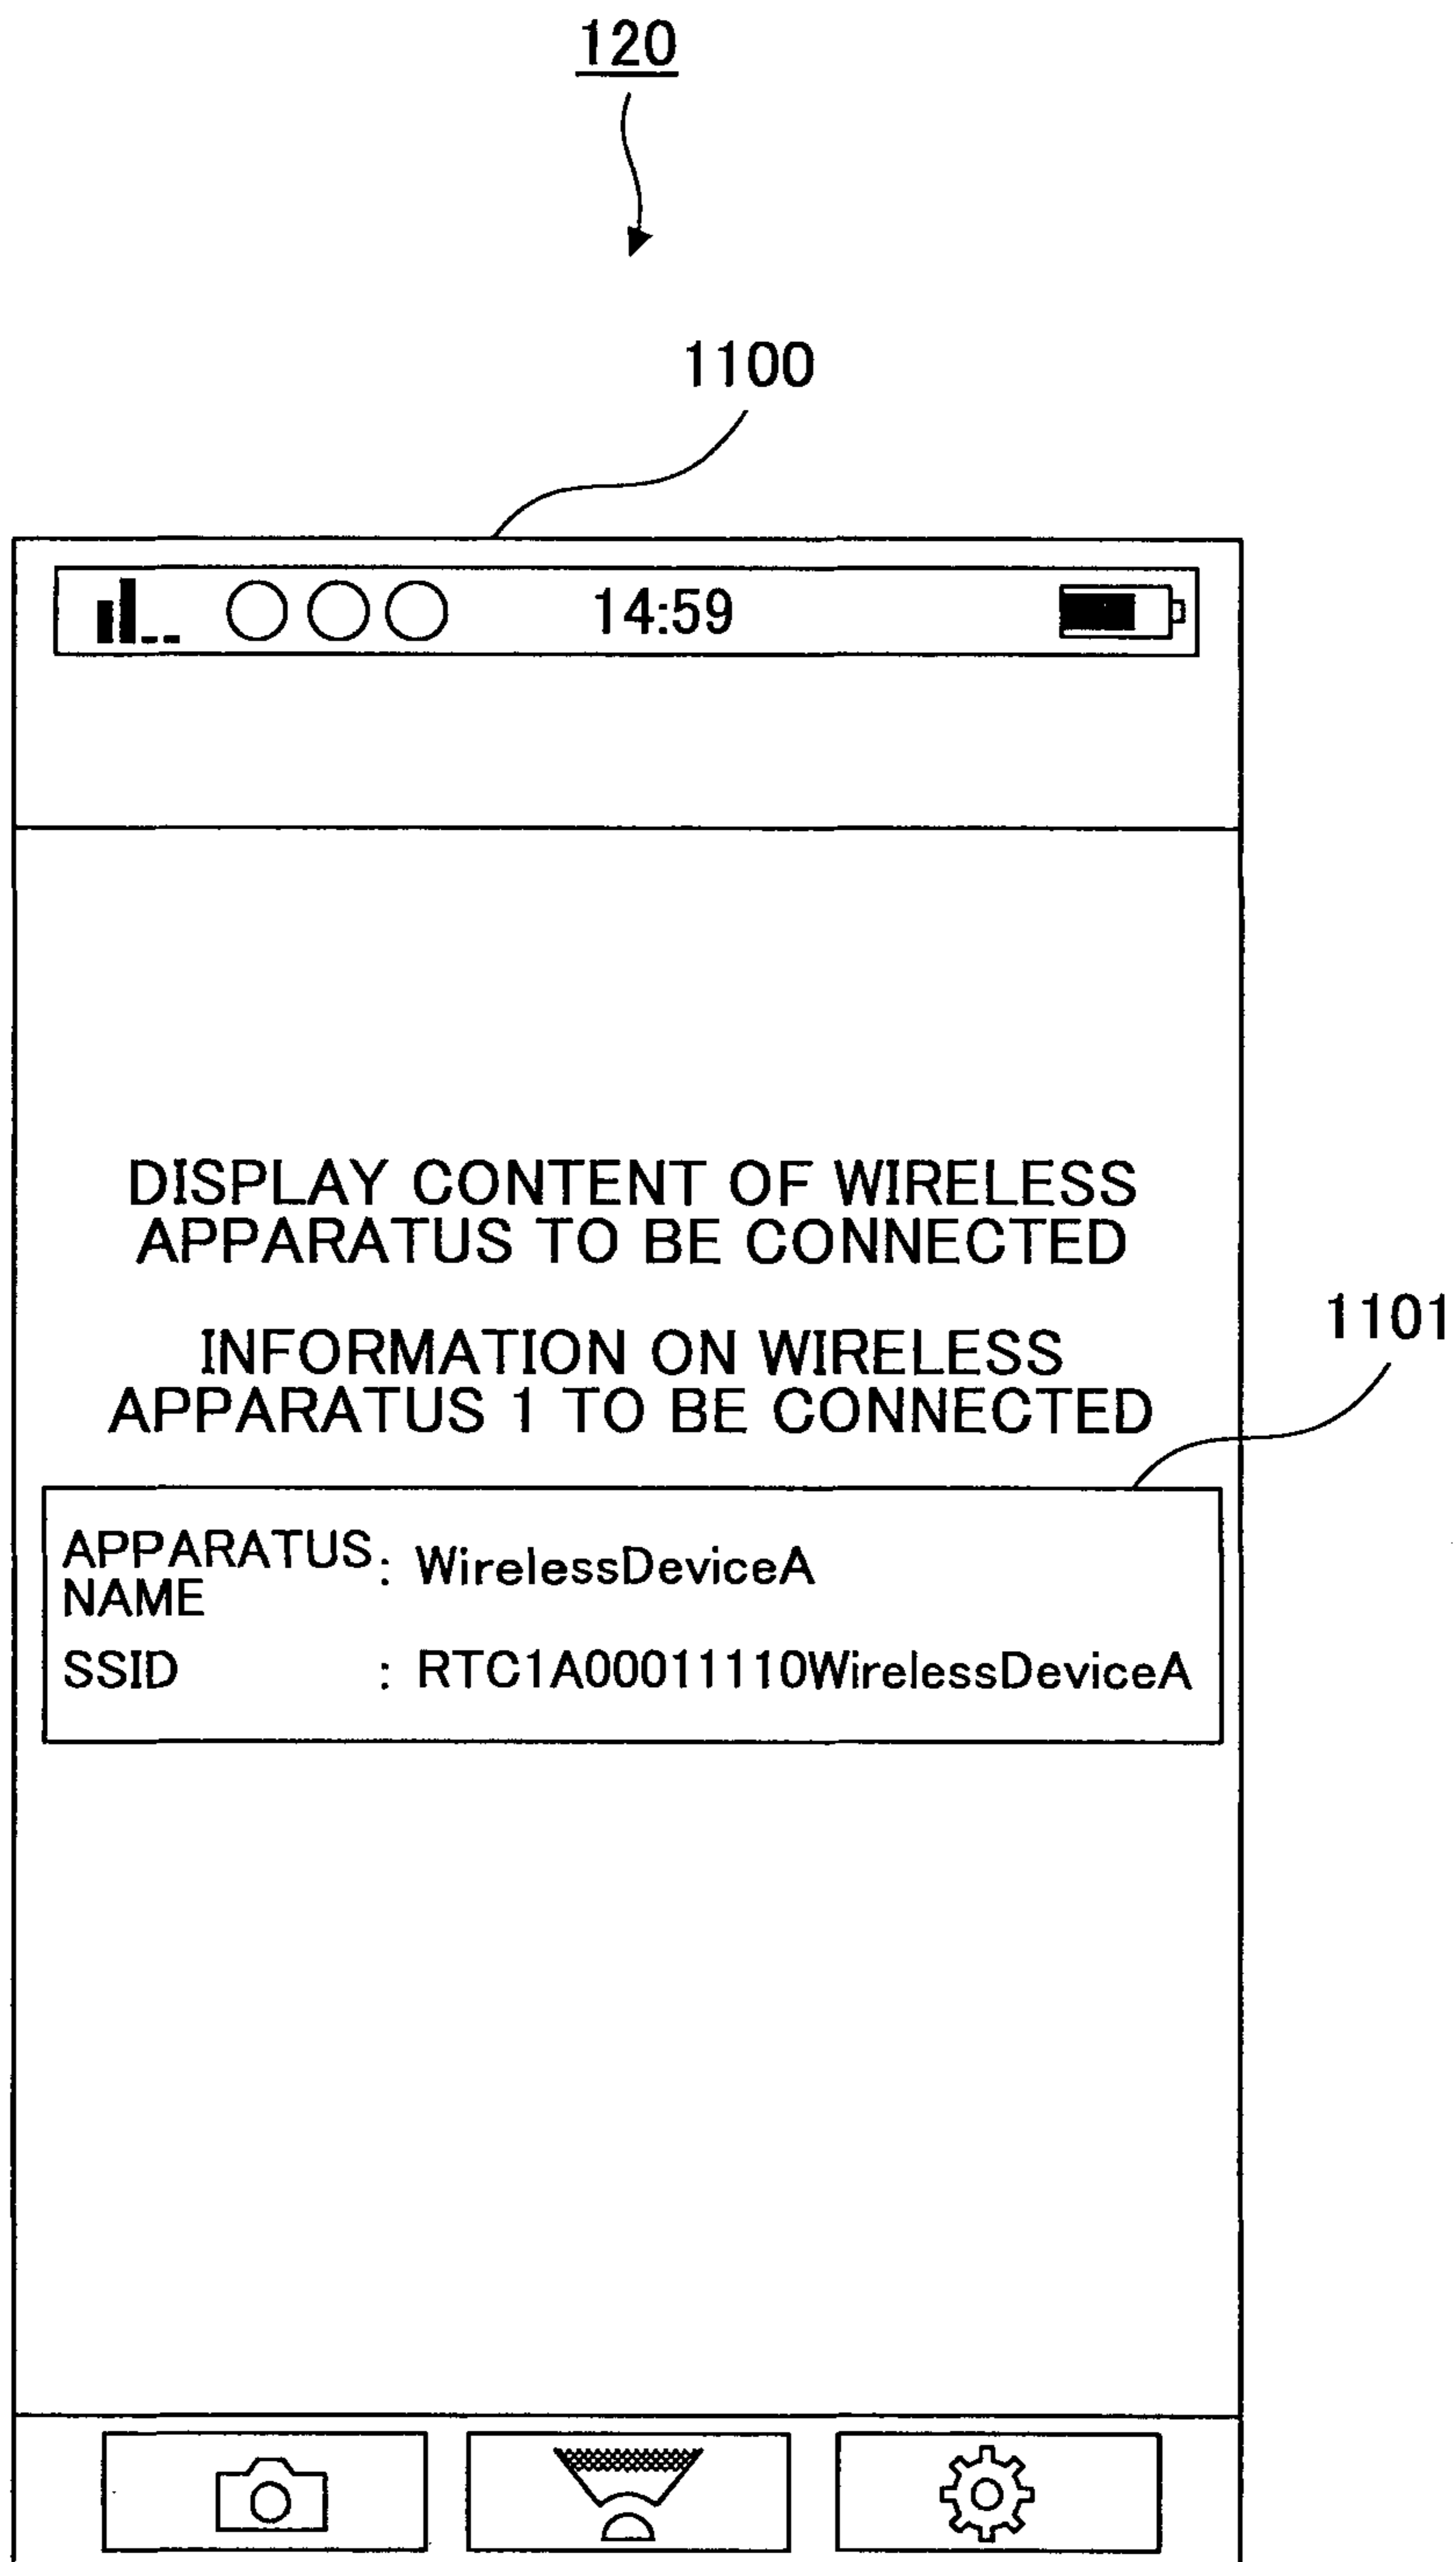 120
1100
14:59
DISPLAY CONTENT OF WIRELESS
APPARATUS TO BE CONNECTED
INFORMATION ON WIRELESS
APPARATUS 1 TO BE CONNECTED
1101
APPARATUS
NAME : WirelessDeviceA
SSID : RTC1A00011110WirelessDeviceA